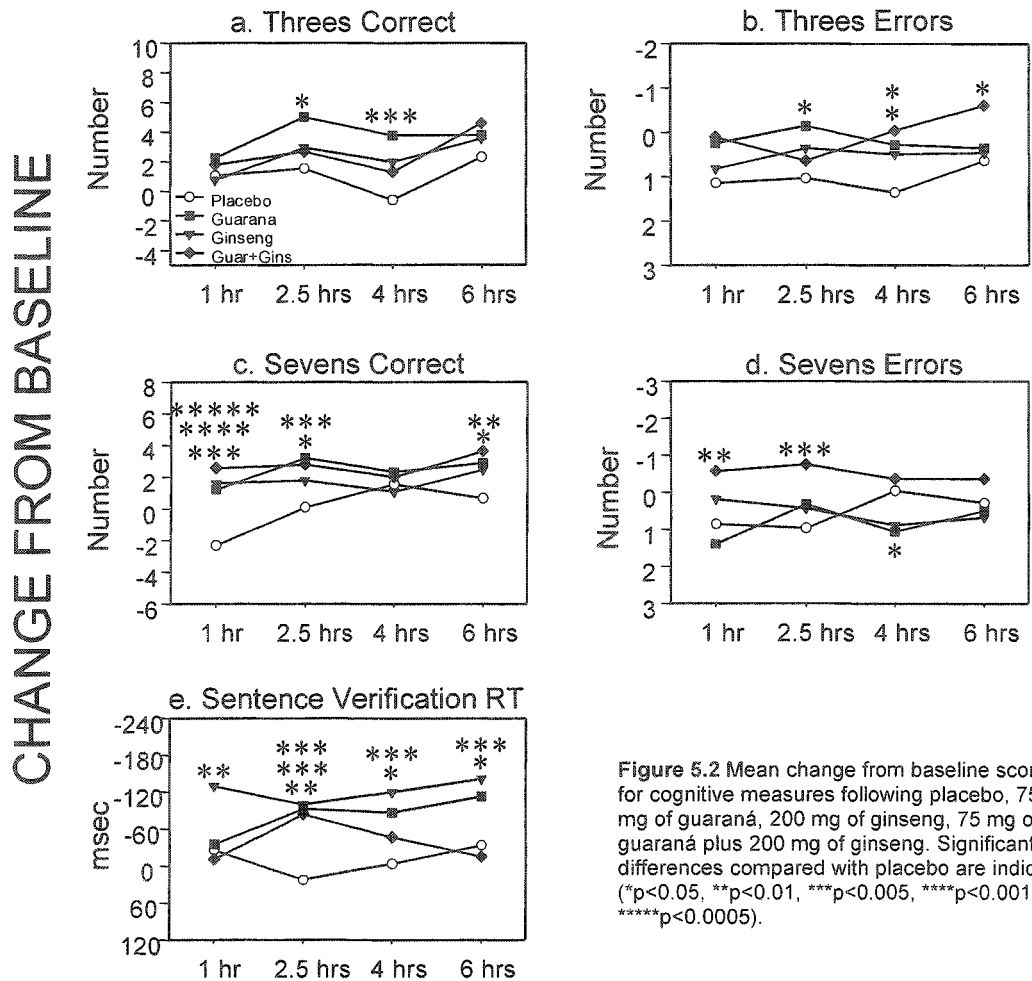 CHANGE FROM BASELINE
a. Threes Correct
Number
10
8
6
4
2
0
-2
-4
*
***
Placebo
Guarana
Ginseng
Guar+Gins
1 hr 2.5 hrs 4 hrs 6 hrs
b. Threes Errors
Number
-2
-1
0
1
2
3
*
*
*
*
1 hr 2.5 hrs 4 hrs 6 hrs
c. Sevens Correct
Number
8
6
4
2
0
-2
-4
-6
*****
****
***
***
*
**
*
1 hr 2.5 hrs 4 hrs 6 hrs
d. Sevens Errors
Number
-3
-2
-1
0
1
2
3
**
***
*
1 hr 2.5 hrs 4 hrs 6 hrs
e. Sentence Verification RT
msec
-240
-180
-120
-60
0
60
120
**
***
***
**
***
*
***
*
1 hr 2.5 hrs 4 hrs 6 hrs
Figure 5.2 Mean change from baseline scor
for cognitive measures following placebo, 75
mg of guaraná, 200 mg of ginseng, 75 mg o
guaraná plus 200 mg of ginseng. Significant
differences compared with placebo are indic
(*p<0.05, **p<0.01, ***p<0.005, ****p<0.001
*****p<0.0005).